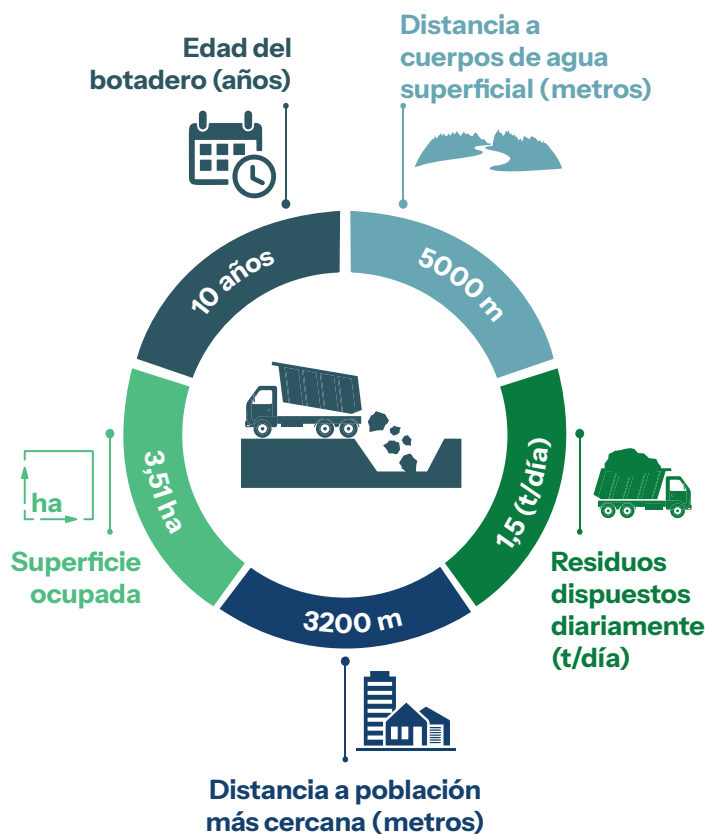 Edad del
botadero (años)
Distancia a
cuerpos de agua
superficial (metros)
10 años
5000 m
3,51 ha
1,5 (t/día)
3200 m
ha
Superficie
ocupada
Residuos
dispuestos
diariamente
(t/día)
Distancia a población
más cercana (metros)